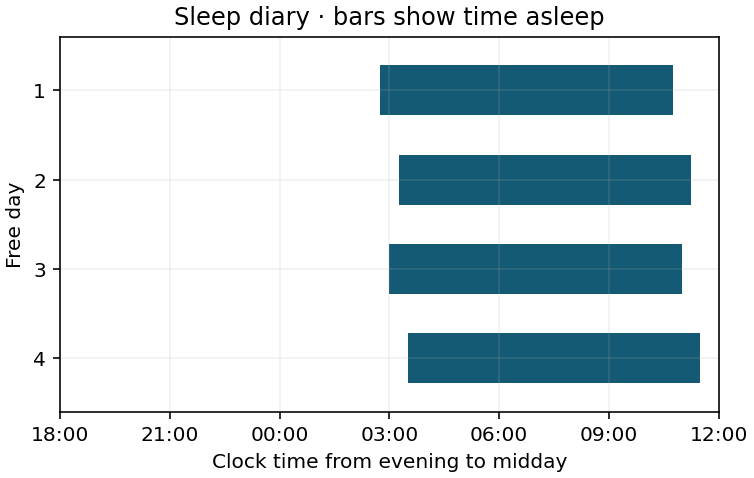 Sleep diary · bars show time asleep
Free day
1
2
3
4
18:00 21:00 00:00 03:00 06:00 09:00 12:00
Clock time from evening to midday